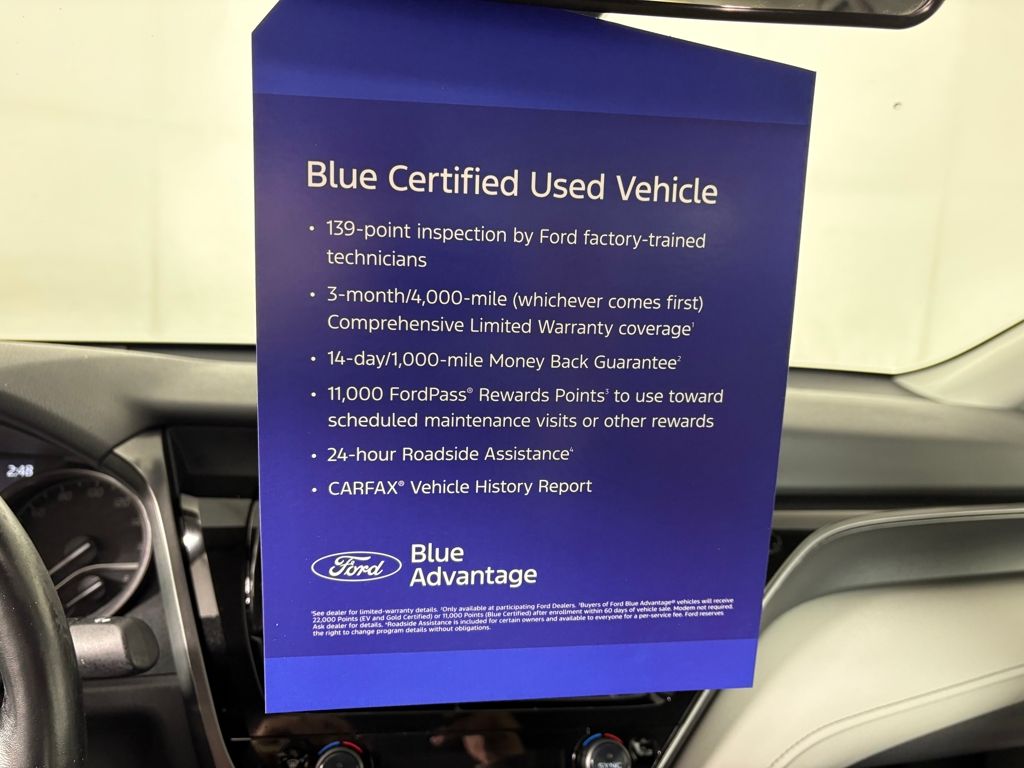 Blue Certified Used Vehicle
• 139-point inspection by Ford factory-trained
technicians
• 3-month/4,000-mile (whichever comes first)
Comprehensive Limited Warranty coverage¹
• 14-day/1,000-mile Money Back Guarantee²
• 11,000 FordPass® Rewards Points³ to use toward
scheduled maintenance visits or other rewards
• 24-hour Roadside Assistance⁴
• CARFAX® Vehicle History Report
Ford
Blue
Advantage
¹See dealer for limited-warranty details. ²Only available at participating Ford Dealers. ³Buyers of Ford Blue Advantage® vehicles will receive
22,000 Points (EV and Gold Certified) or 11,000 Points (Blue Certified) after enrollment within 60 days of vehicle sale. Modem not required.
Ask dealer for details. ⁴Roadside Assistance is included for certain owners and available to everyone for a per-service fee. Ford reserves
the right to change program details without obligations.
2:48
SYNC